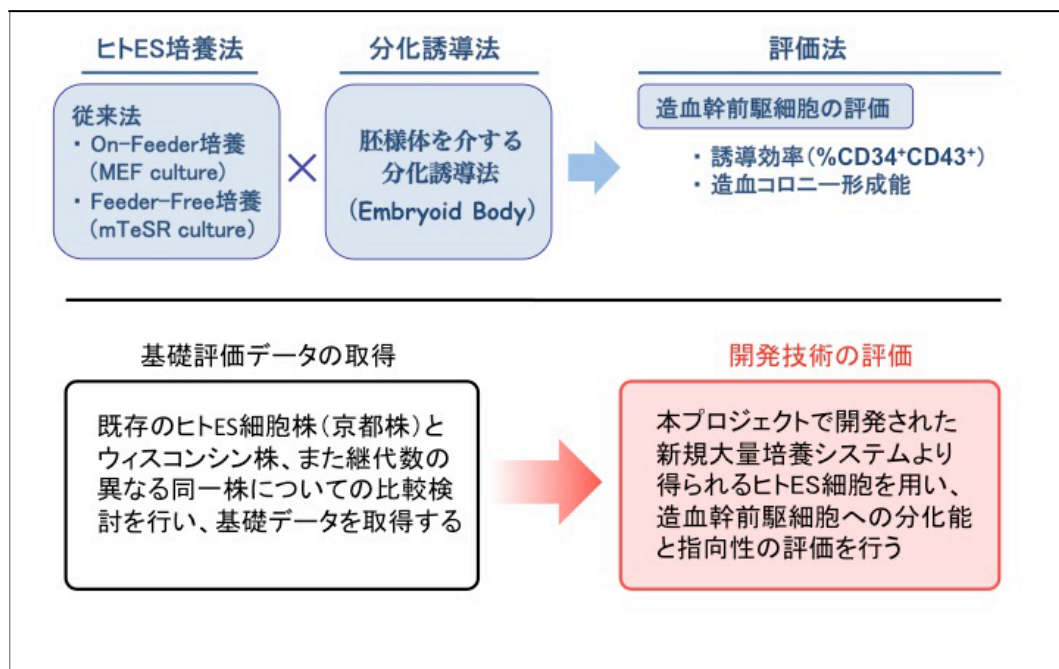 ヒトES培養法
従来法
・On-Feeder培養
(MEF culture)
・Feeder-Free培養
(mTeSR culture)
×
分化誘導法
胚様体を介する
分化誘導法
(Embryoid Body)
評価法
造血幹前駆細胞の評価
・誘導効率(%CD34⁺CD43⁺)
・造血コロニー形成能
基礎評価データの取得
既存のヒトES細胞株(京都株)と
ウィスコンシン株、また継代数の
異なる同一株についての比較検
討を行い、基礎データを取得する
開発技術の評価
本プロジェクトで開発された
新規大量培養システムより
得られるヒトES細胞を用い、
造血幹前駆細胞への分化能
と指向性の評価を行う